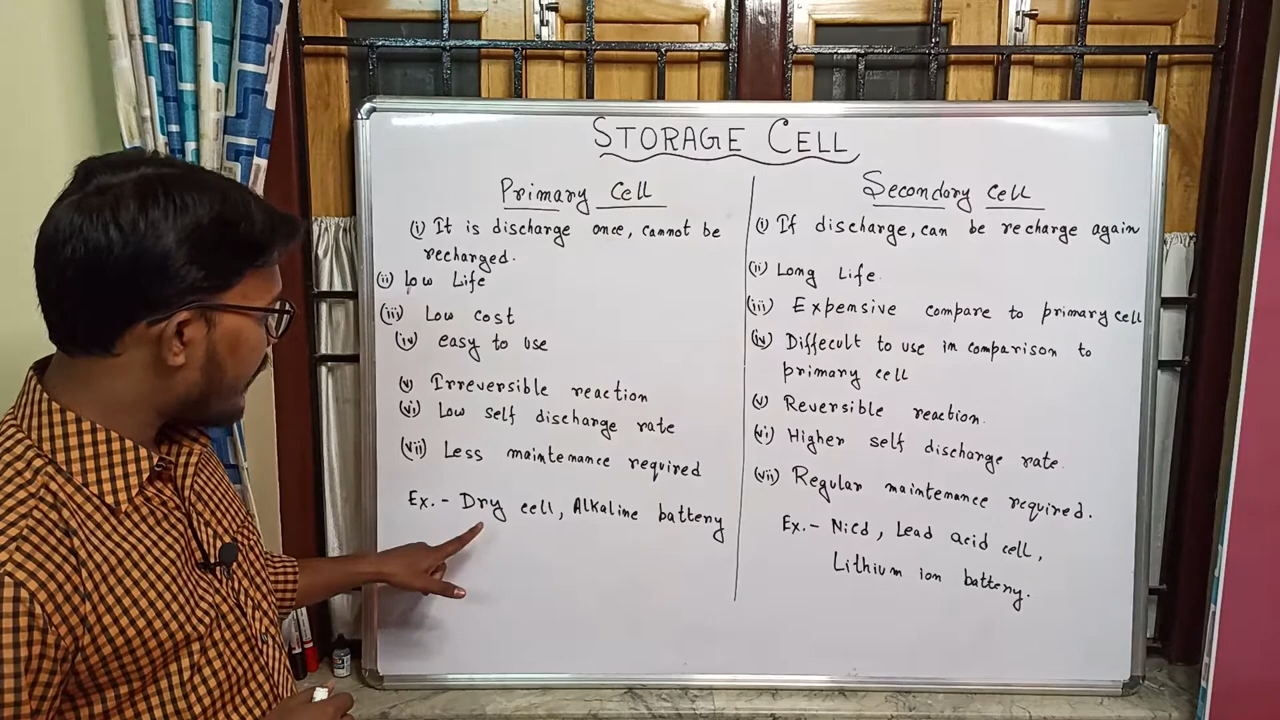 STORAGE CELL
Primary Cell
(i) It is discharge once, cannot be
recharged.
(ii) Low Life
(iii) Low cost
(iv) easy to use
(v) Irreversible reaction
(vi) Low self discharge rate
(vii) Less maintenance required
Ex.- Dry cell, Alkaline battery
Secondary cell
(i) If discharge, can be recharge again
(ii) Long Life.
(iii) Expensive compare to primary cell
(iv) Diffecult to use in comparison to
primary cell
(v) Reversible reaction.
(vi) Higher self discharge rate.
(vii) Regular maintenance required.
Ex.- Nicd, Lead acid cell,
Lithium ion battery.